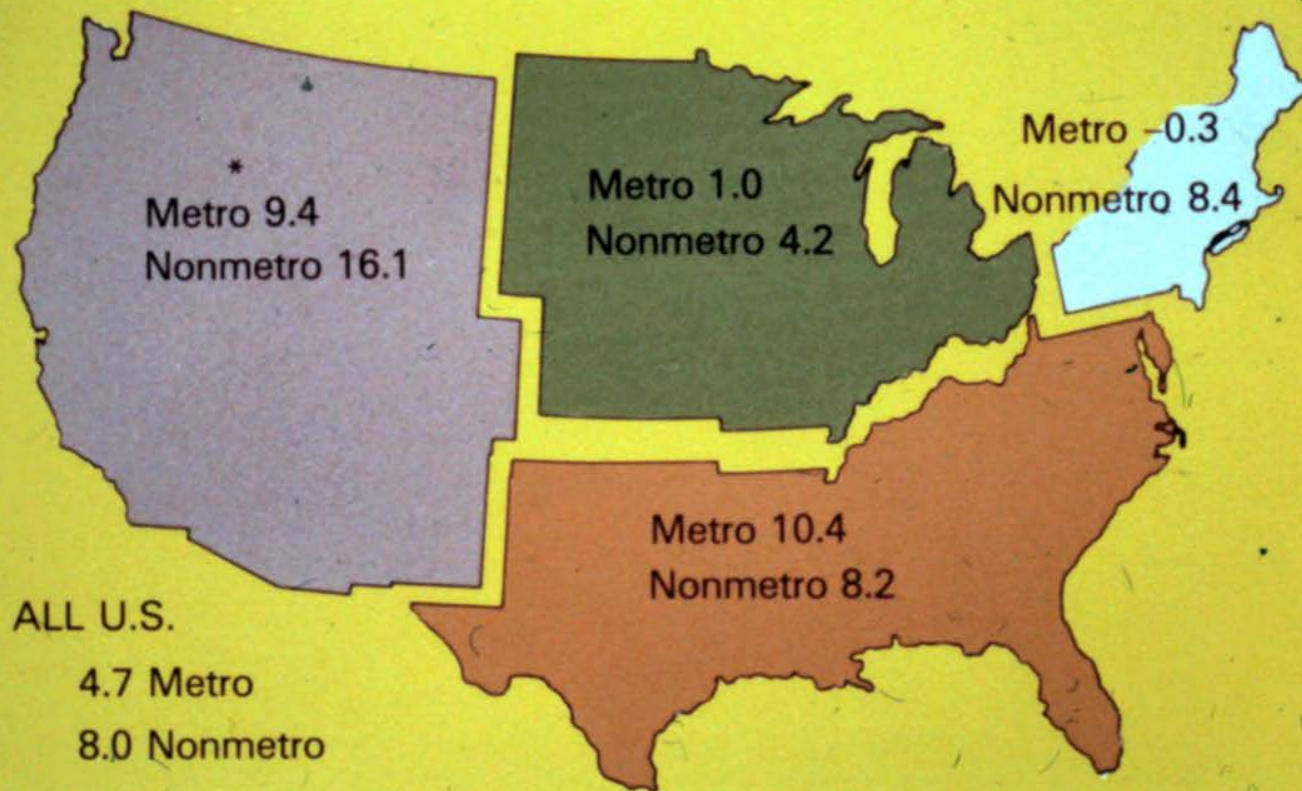 *
Metro 9.4
Nonmetro 16.1
Metro 1.0
Nonmetro 4.2
Metro -0.3
Nonmetro 8.4
Metro 10.4
Nonmetro 8.2
ALL U.S.
4.7 Metro
8.0 Nonmetro